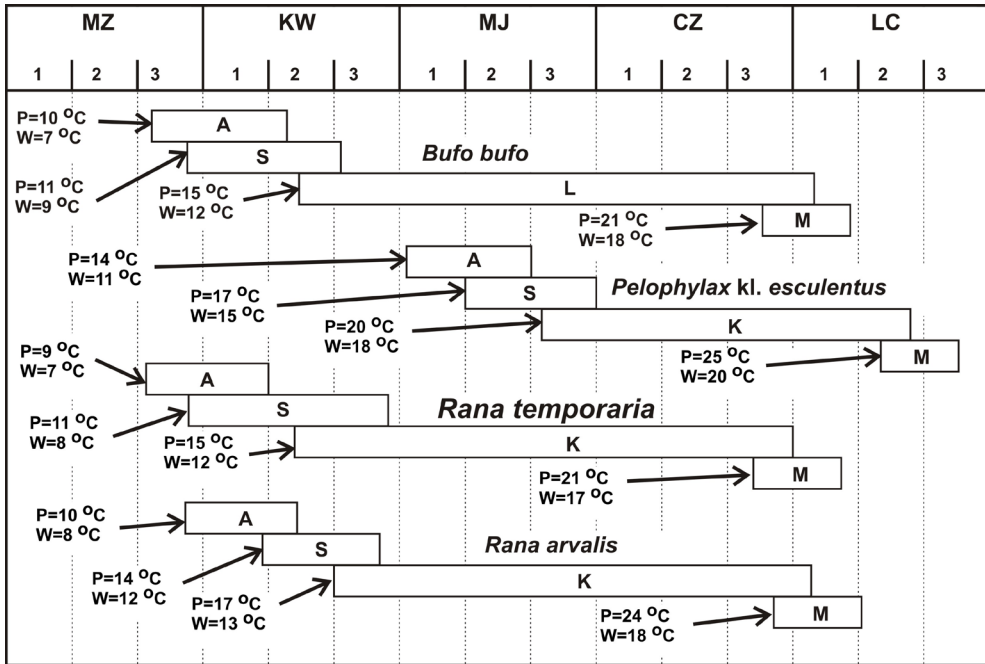 MZ KW MJ CZ LC
1 2 3 1 2 3 1 2 3 1 2 3 1 2 3
P=10 °C
W=7 °C
A
S
Bufo bufo
P=11 °C
W=9 °C
P=15 °C
W=12 °C
L
P=21 °C
W=18 °C
M
P=14 °C
W=11°C
A
P=17 °C
W=15 °C
S
Pelophylax kl. esculentus
P=20 °C
W=18 °C
K
P=25 °C
W=20 °C
M
P=9 °C
W=7 °C
A
P=11 °C
W=8 °C
S
Rana temporaria
P=15 °C
W=12 °C
K
P=21 °C
W=17 °C
M
P=10 °C
W=8 °C
A
P=14 °C
W=12 °C
S
Rana arvalis
P=17 °C
W=13 °C
K
P=24 °C
W=18 °C
M